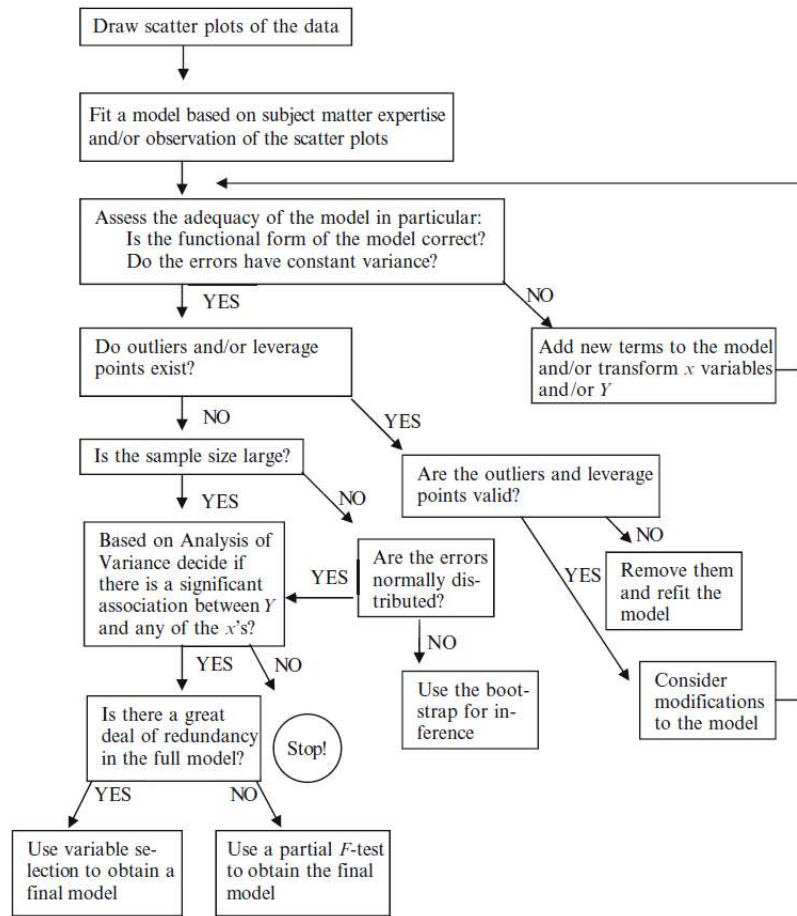 Draw scatter plots of the data
Fit a model based on subject matter expertise
and/or observation of the scatter plots
Assess the adequacy of the model in particular:
Is the functional form of the model correct?
Do the errors have constant variance?
YES
NO
Do outliers and/or leverage
points exist?
Add new terms to the model
and/or transform x variables
and/or Y
NO
YES
Is the sample size large?
Are the outliers and leverage
points valid?
YES
NO
Based on Analysis of
Variance decide if
there is a significant
association between Y
and any of the x's?
YES
Are the errors
normally dis-
tributed?
NO
YES
Remove them
and refit the
model
YES
NO
NO
Use the boot-
strap for in-
ference
Consider
modifications
to the model
Is there a great
deal of redundancy
in the full model?
Stop!
YES
NO
Use variable se-
lection to obtain a
final model
Use a partial F-test
to obtain the final
model